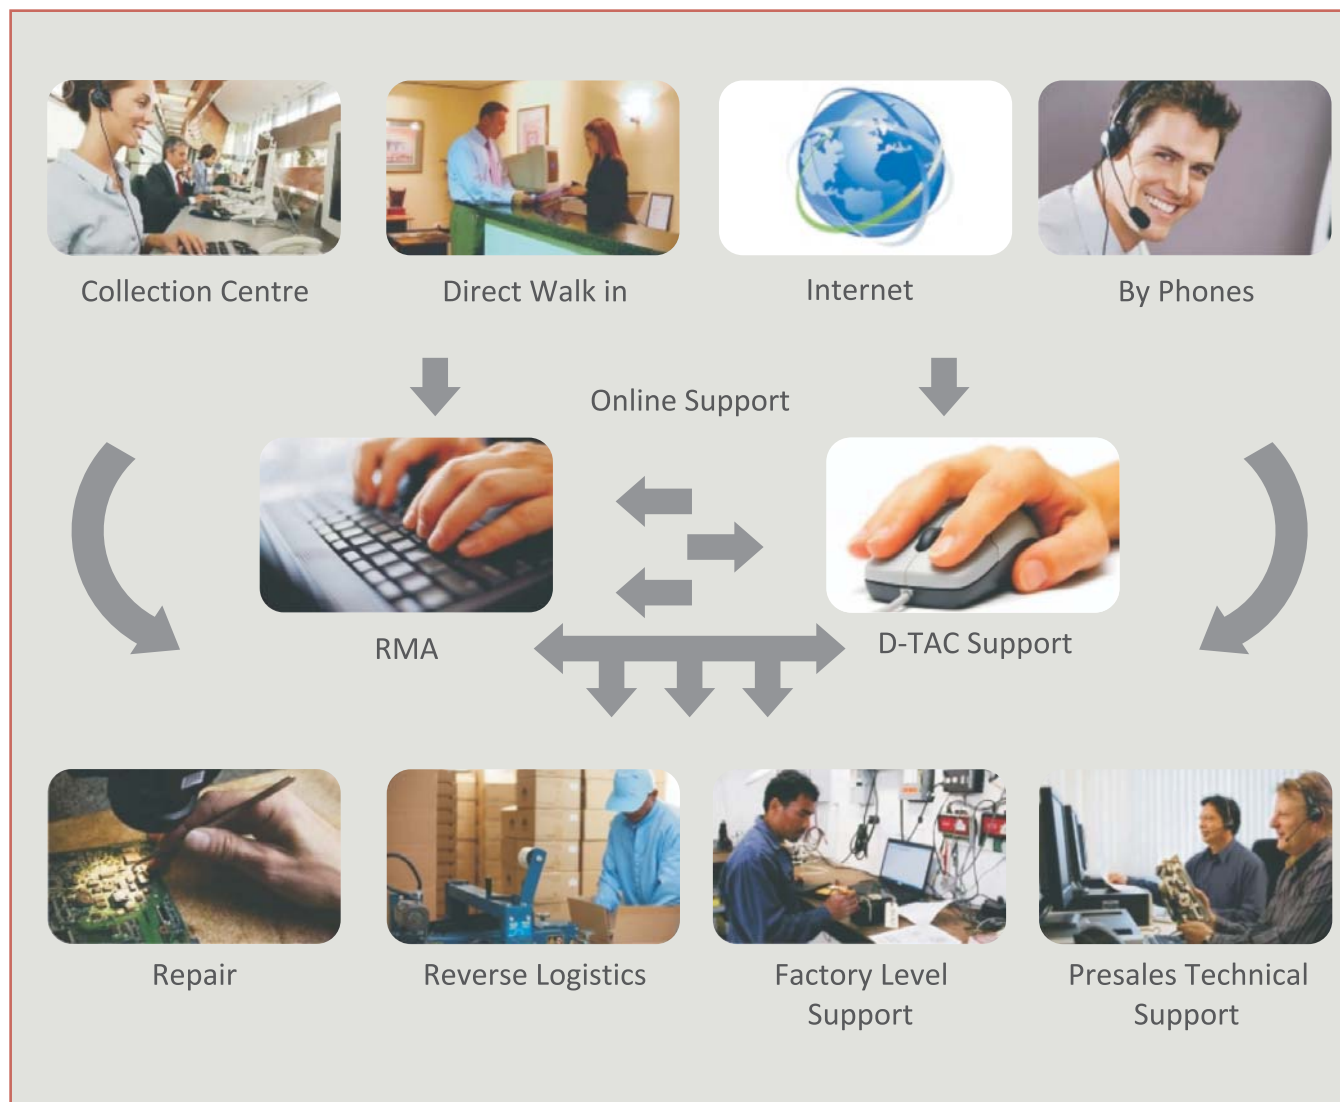 Collection Centre
Direct Walk in
Internet
By Phones
Online Support
RMA
D-TAC Support
Repair
Reverse Logistics
Factory Level
Support
Presales Technical
Support